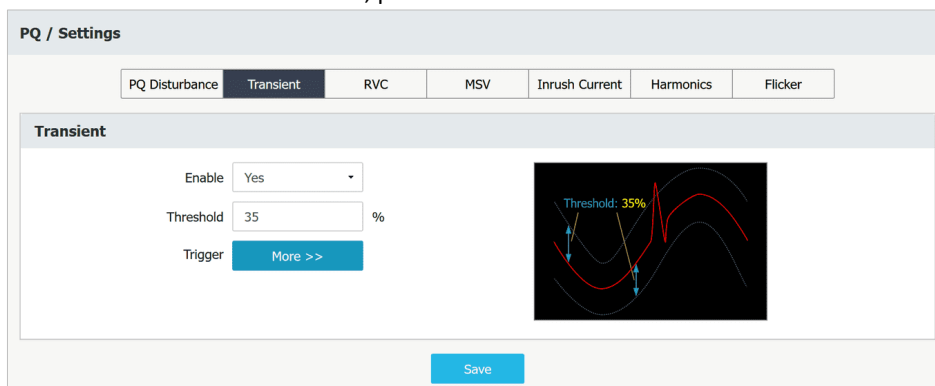 PQ / Settings
PQ Disturbance Transient RVC MSV Inrush Current Harmonics Flicker
Transient
Enable Yes
Threshold 35 %
Trigger More >>
Threshold: 35%
Save